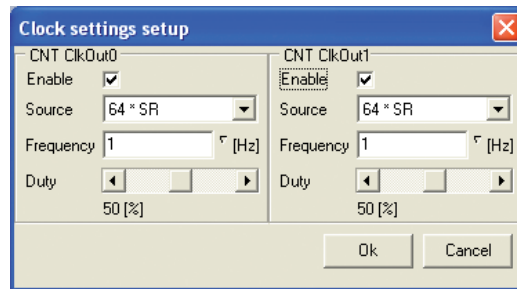 Clock settings setup
CNT ClkOut0
Enable
Source 64 * SR
Frequency 1 [Hz]
Duty
50 [%]
CNT ClkOut1
Enable
Source 64 * SR
Frequency 1 [Hz]
Duty
50 [%]
Ok Cancel